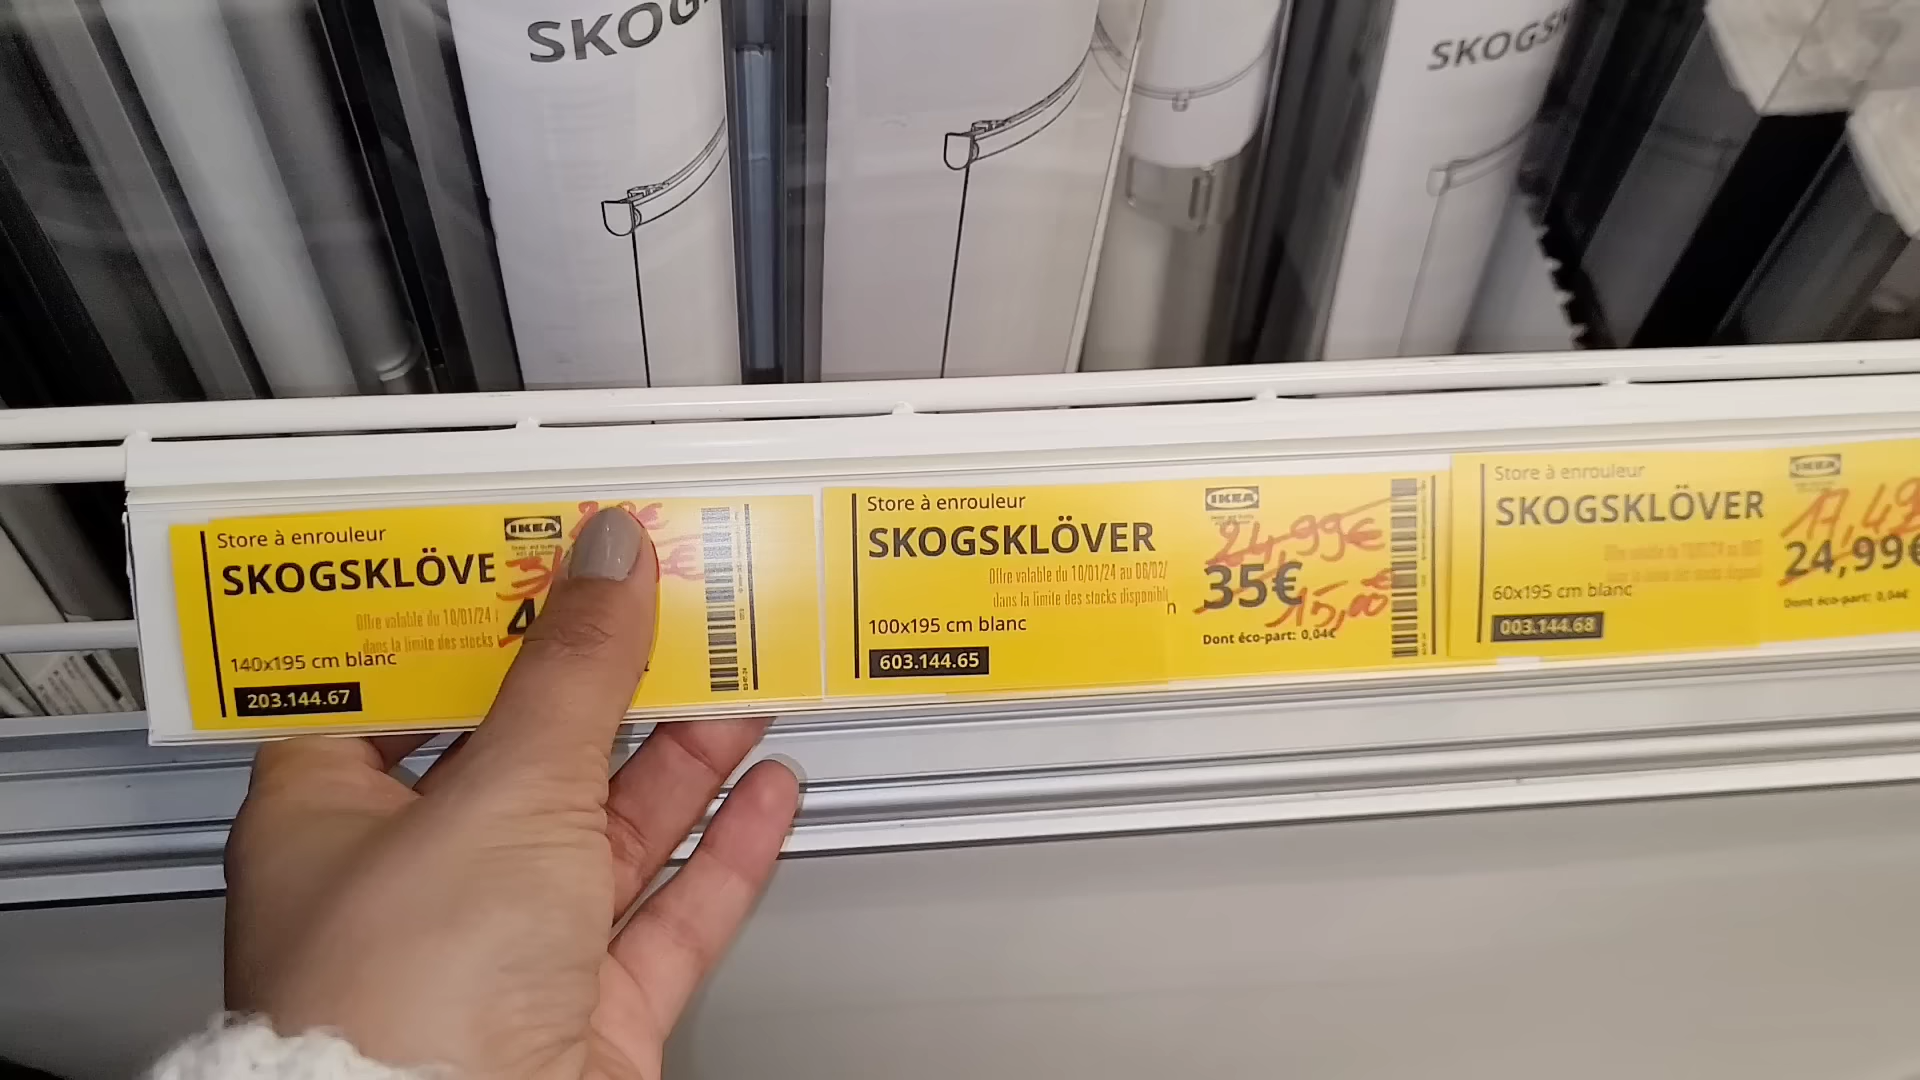 SKOG
SKOGS
Store à enrouleur
SKOGSKLÖVE
IKEA
Offre valable du 10/01/24
dans la limite des stocks
140x195 cm blanc
203.144.67
Store à enrouleur
SKOGSKLÖVER
IKEA
24,99€
35€
15,00€
Offre valable du 10/01/24 au 06/02/
dans la limite des stocks disponibl
100x195 cm blanc
603.144.65
Dont éco-part: 0,04€
Store à enrouleur
SKOGSKLÖVER
IKEA
17,49
24,99€
60x195 cm blanc
003.144.68
Dont éco-part: 0,04€